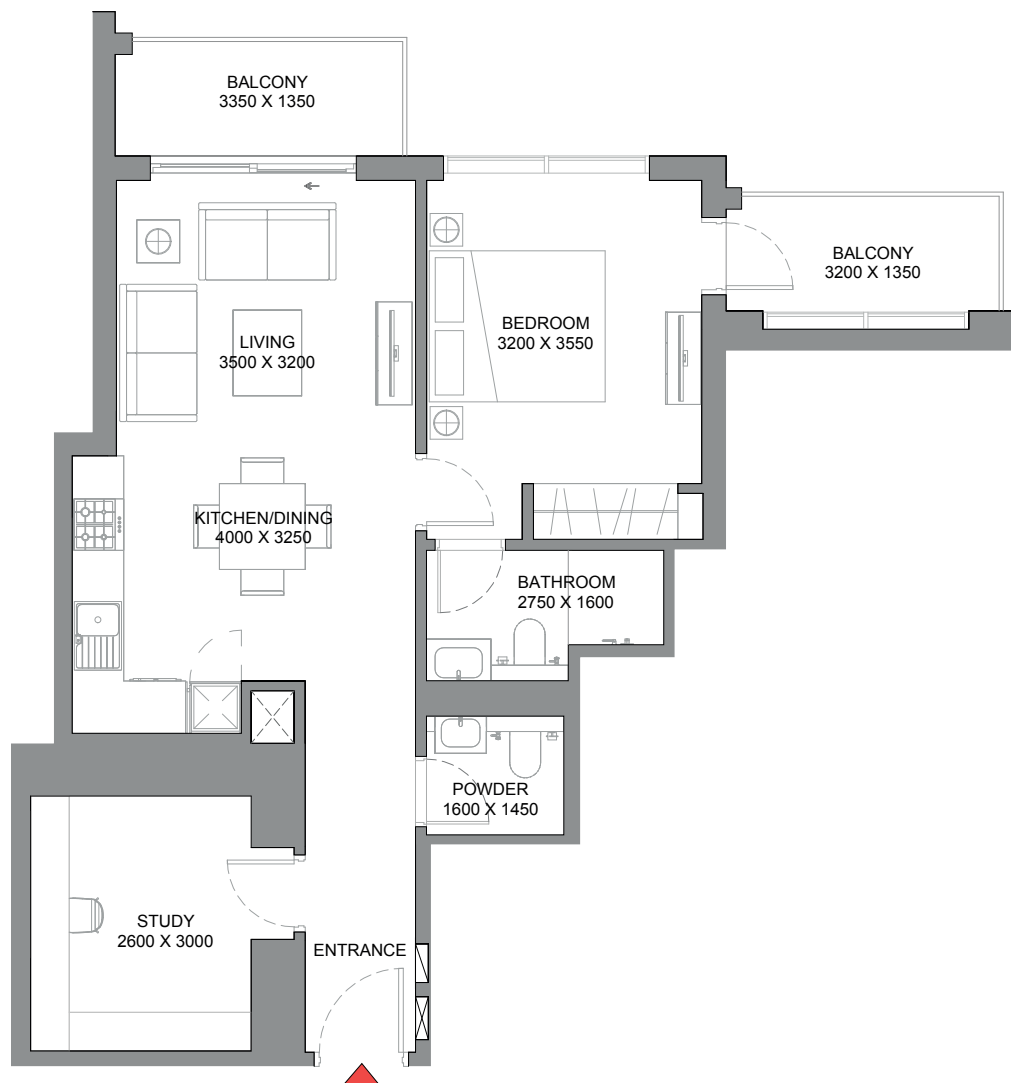 BALCONY
3350 X 1350
BALCONY
3200 X 1350
BEDROOM
3200 X 3550
LIVING
3500 X 3200
KITCHEN/DINING
4000 X 3250
BATHROOM
2750 X 1600
POWDER
1600 X 1450
STUDY
2600 X 3000
ENTRANCE